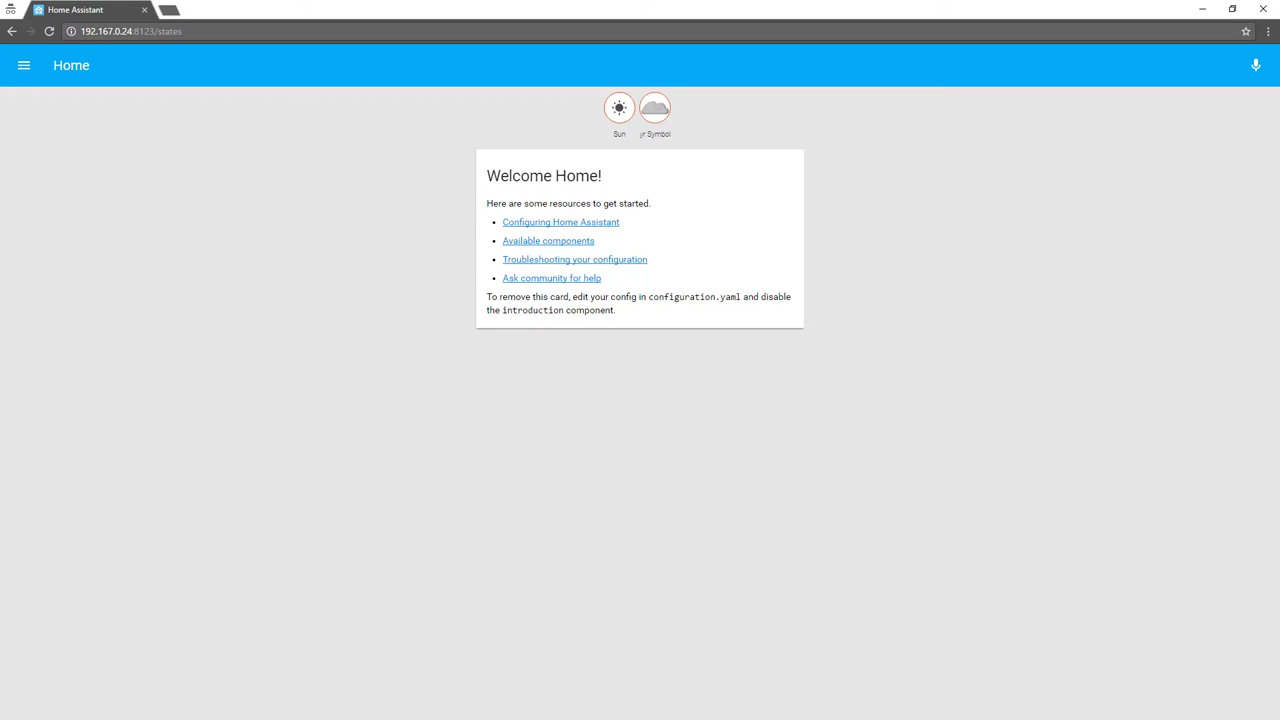 Home Assistant
192.167.0.24:8123/states
Home
Sun
yr Symbol
Welcome Home!
Here are some resources to get started.
Configuring Home Assistant
Available components
Troubleshooting your configuration
Ask community for help
To remove this card, edit your config in configuration.yaml and disable
the introduction component.